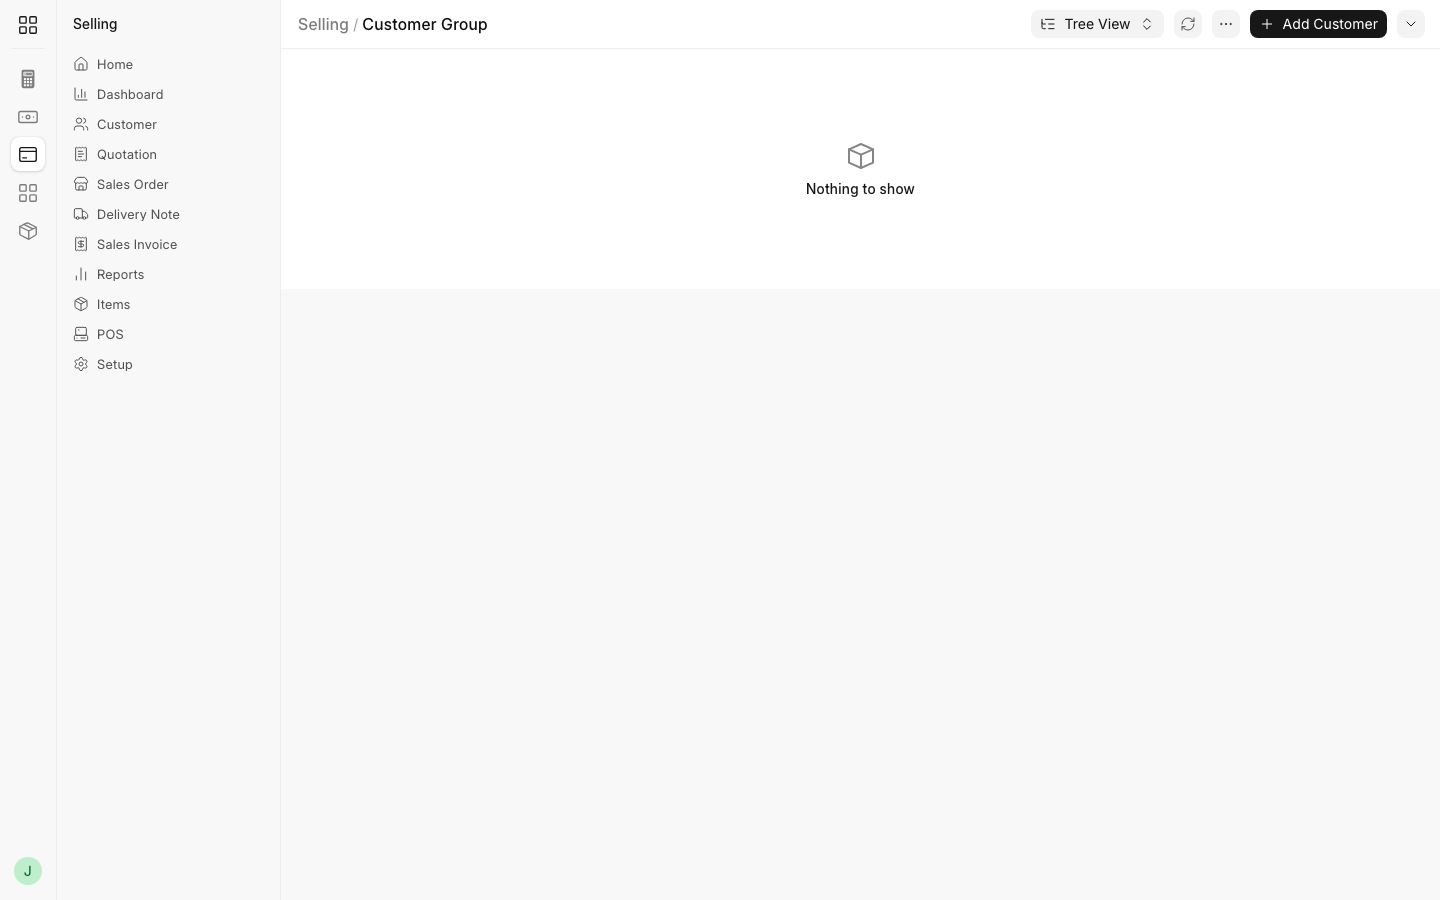 Selling
Home
Dashboard
Customer
Quotation
Sales Order
Delivery Note
Sales Invoice
Reports
Items
POS
Setup
J
Selling / Customer Group
Tree View
Add Customer
Nothing to show